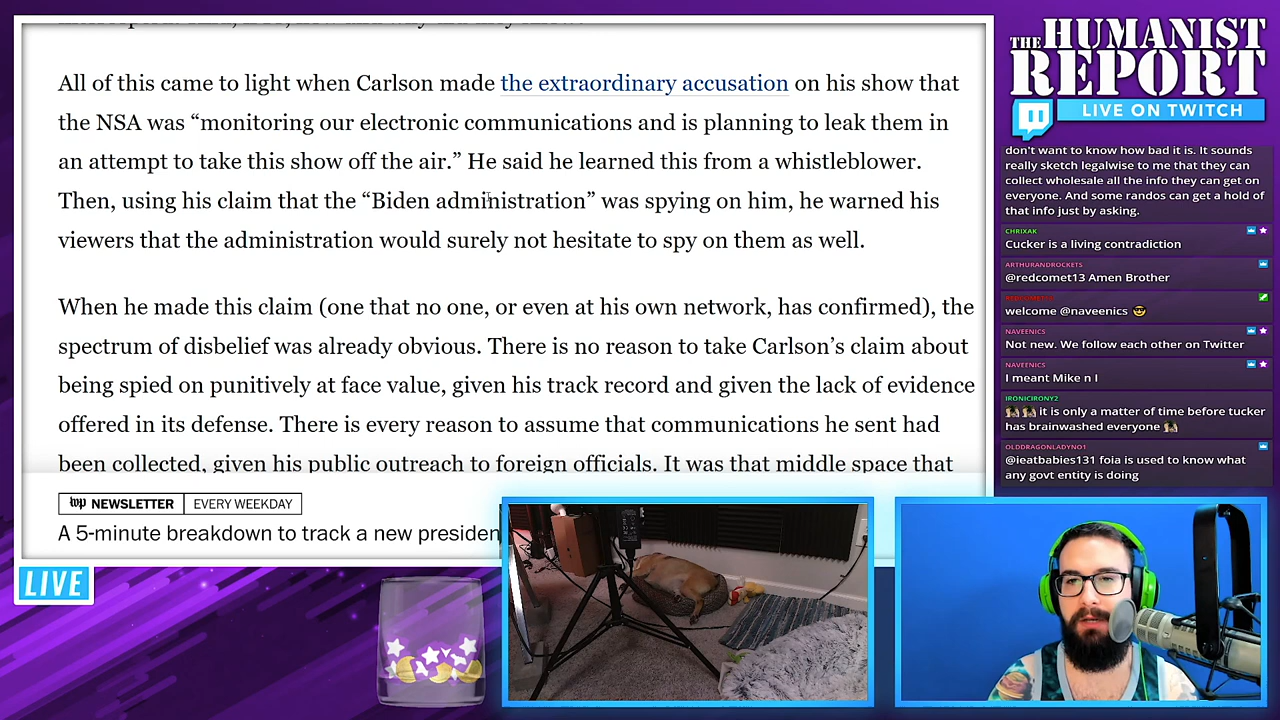 All of this came to light when Carlson made the extraordinary accusation on his show that
the NSA was “monitoring our electronic communications and is planning to leak them in
an attempt to take this show off the air.” He said he learned this from a whistleblower.
Then, using his claim that the “Biden administration” was spying on him, he warned his
viewers that the administration would surely not hesitate to spy on them as well.
When he made this claim (one that no one, or even at his own network, has confirmed), the
spectrum of disbelief was already obvious. There is no reason to take Carlson’s claim about
being spied on punitively at face value, given his track record and given the lack of evidence
offered in its defense. There is every reason to assume that communications he sent had
been collected, given his public outreach to foreign officials. It was that middle space that
wp NEWSLETTER EVERY WEEKDAY
A 5-minute breakdown to track a new presiden
LIVE
THE HUMANIST
REPORT
LIVE ON TWITCH
don't want to know how bad it is. It sounds
really sketch legalwise to me that they can
collect wholesale all the info they can get on
everyone. And some randos can get a hold of
that info just by asking.
CHRIXAK
Cucker is a living contradiction
ARTHURANDROCKETS
@redcomet13 Amen Brother
REDCOMET13
welcome @naveenics
NAVEENICS
Not new. We follow each other on Twitter
NAVEENICS
I meant Mike n I
IRONICIRONY2
it is only a matter of time before tucker
has brainwashed everyone
OLDDRAGONLADYNO1
@ieatbabies131 foia is used to know what
any govt entity is doing